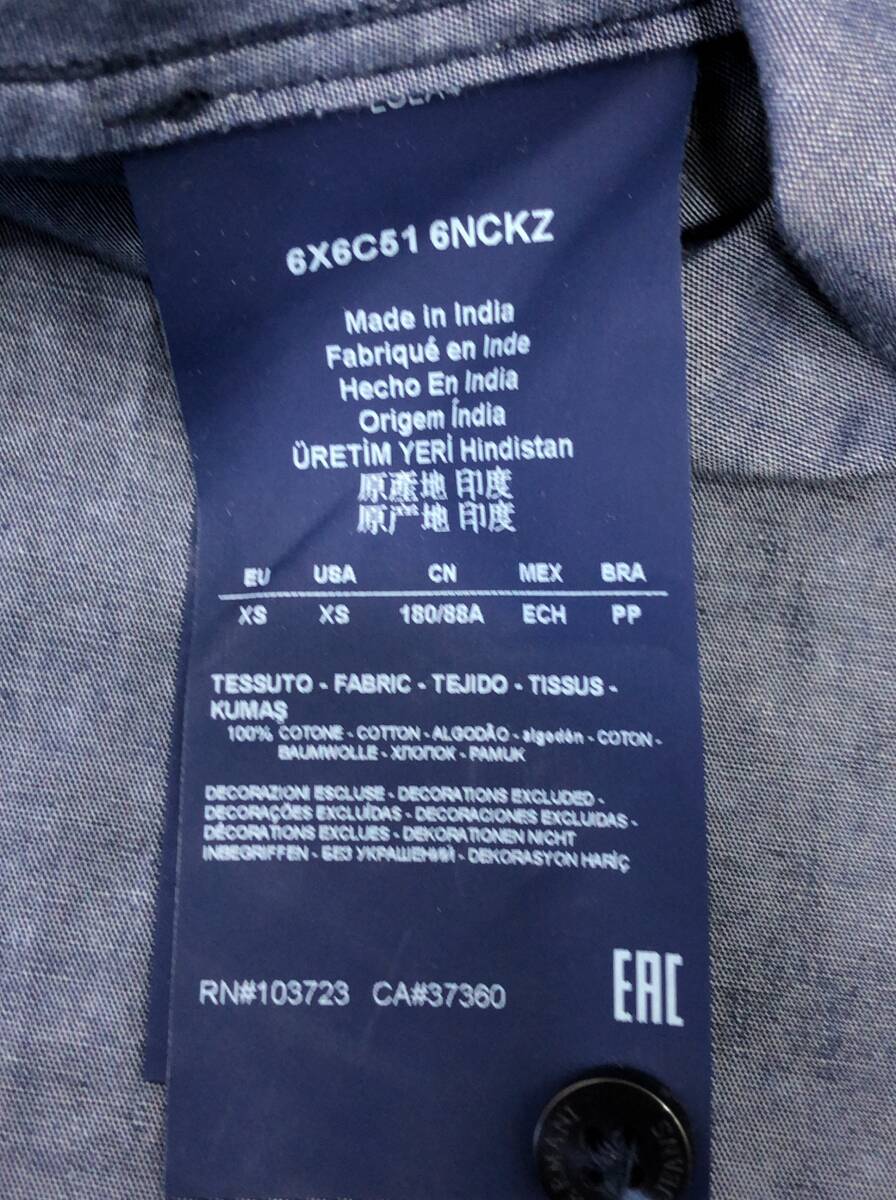 6X6C51 6NCKZ
Made in India
Fabriqué en Inde
Hecho En India
Origem Índia
ÜRETİM YERİ Hindistan
原産地 印度
原产地 印度
EU USA CN MEX BRA
XS XS 180/88A ECH PP
TESSUTO - FABRIC - TEJIDO - TISSUS -
KUMAŞ
100% COTONE - COTTON - ALGODÃO - algodón - COTON -
BAUMWOLLE - ХЛОПОК - PAMUK
DECORAZIONI ESCLUSE - DECORATIONS EXCLUDED -
DECORAÇÕES EXCLUÍDAS - DECORACIONES EXCLUIDAS -
DÉCORATIONS EXCLUES - DEKORATIONEN NICHT
INBEGRIFFEN - БЕЗ УКРАШЕНИЙ - DEKORASYON HARİÇ
RN#103723 CA#37360
EAC